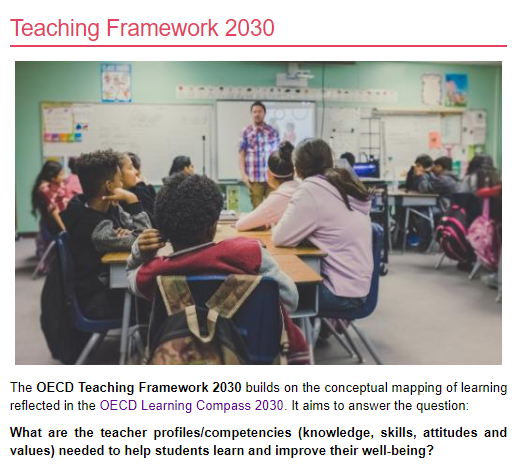 Teaching Framework 2030
The OECD Teaching Framework 2030 builds on the conceptual mapping of learning
reflected in the OECD Learning Compass 2030. It aims to answer the question:
What are the teacher profiles/competencies (knowledge, skills, attitudes and
values) needed to help students learn and improve their well-being?